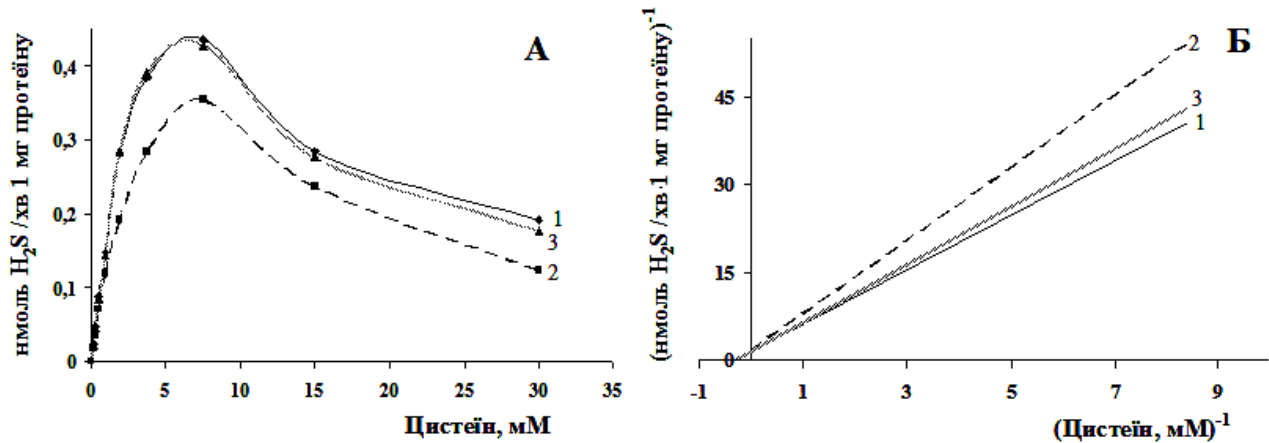 А
нмоль H₂S /хв 1 мг протеїну
0,4
0,3
0,2
0,1
0
0 5 10 15 20 25 30 35
Цистеїн, мМ
1
3
2
Б
(нмоль H₂S /хв·1 мг протеїну)⁻¹
45
30
15
0
-1 1 3 5 7 9
(Цистеїн, мМ)⁻¹
2
3
1